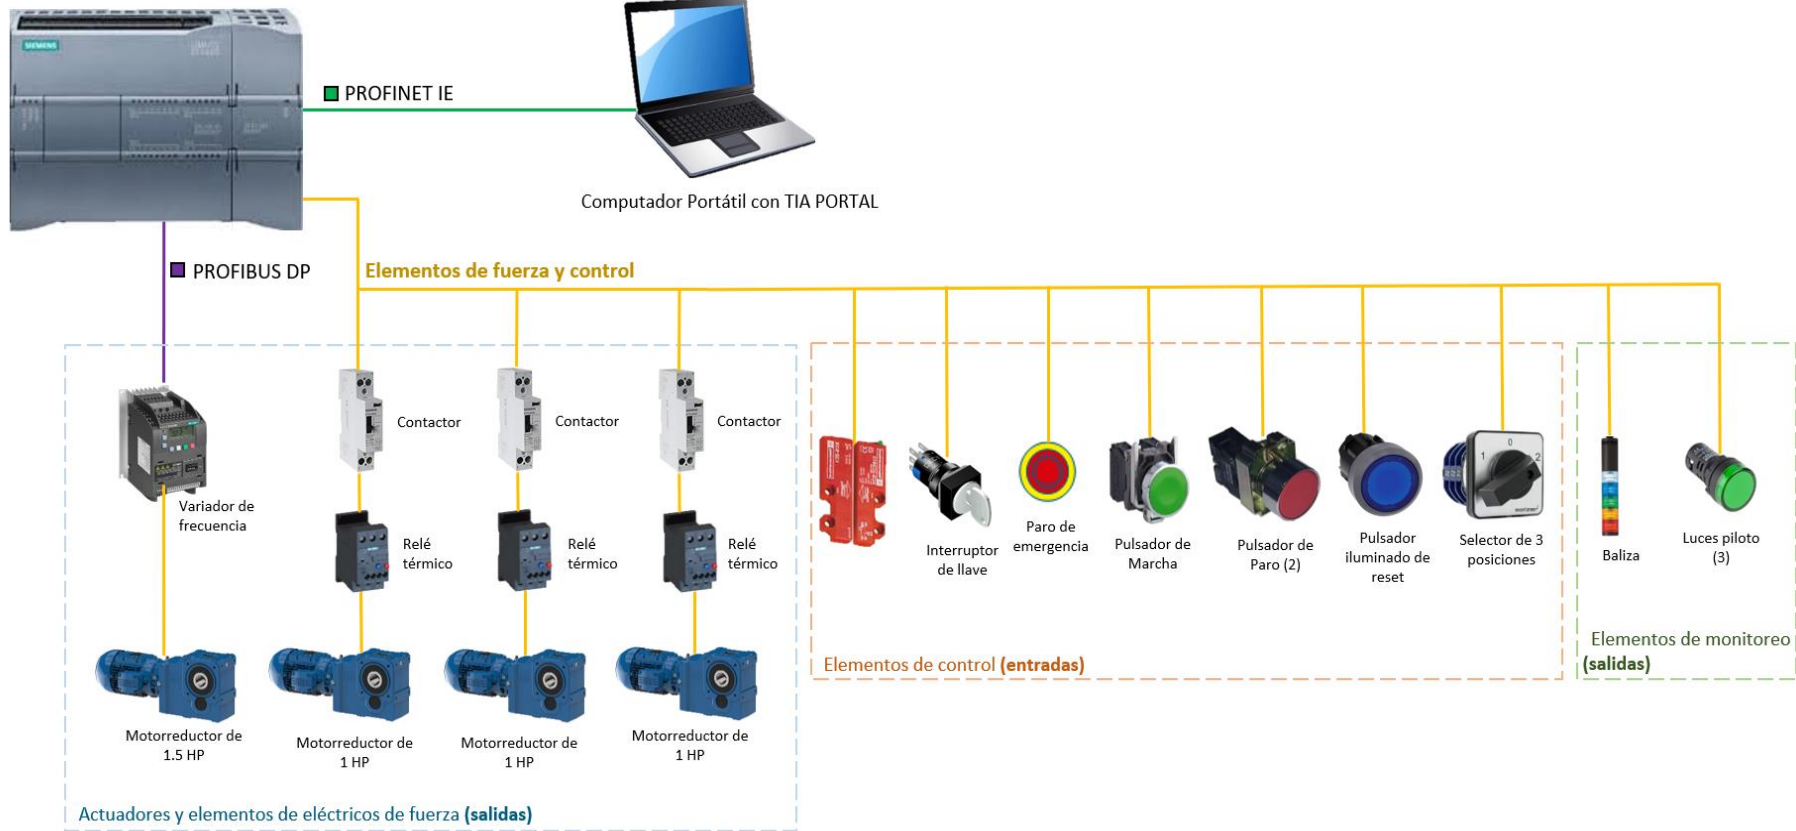 SIEMENS
PROFINET IE
Computador Portátil con TIA PORTAL
PROFIBUS DP
Elementos de fuerza y control
Contactor
Contactor
Contactor
Variador de
frecuencia
Relé
térmico
Relé
térmico
Relé
térmico
Motorreductor de
1.5 HP
Motorreductor de
1 HP
Motorreductor de
1 HP
Motorreductor de
1 HP
Actuadores y elementos de eléctricos de fuerza (salidas)
Interruptor
de llave
Paro de
emergencia
Pulsador de
Marcha
Pulsador de
Paro (2)
Pulsador
iluminado de
reset
0
1
2
Selector de 3
posiciones
Elementos de control (entradas)
Baliza
Luces piloto
(3)
Elementos de monitoreo
(salidas)